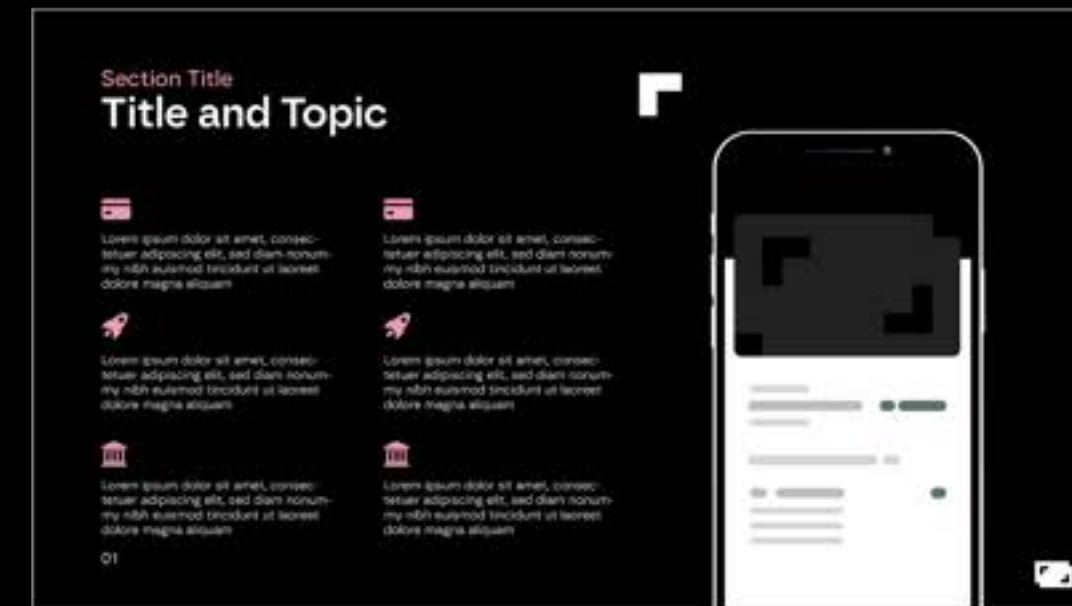 Section Title
Title and Topic
Lorem ipsum dolor sit amet, consec-
tetuer adipiscing elit, sed diam nonum-
my nibh euismod tincidunt ut laoreet
dolore magna aliquam
Lorem ipsum dolor sit amet, consec-
tetuer adipiscing elit, sed diam nonum-
my nibh euismod tincidunt ut laoreet
dolore magna aliquam
Lorem ipsum dolor sit amet, consec-
tetuer adipiscing elit, sed diam nonum-
my nibh euismod tincidunt ut laoreet
dolore magna aliquam
Lorem ipsum dolor sit amet, consec-
tetuer adipiscing elit, sed diam nonum-
my nibh euismod tincidunt ut laoreet
dolore magna aliquam
Lorem ipsum dolor sit amet, consec-
tetuer adipiscing elit, sed diam nonum-
my nibh euismod tincidunt ut laoreet
dolore magna aliquam
Lorem ipsum dolor sit amet, consec-
tetuer adipiscing elit, sed diam nonum-
my nibh euismod tincidunt ut laoreet
dolore magna aliquam
01